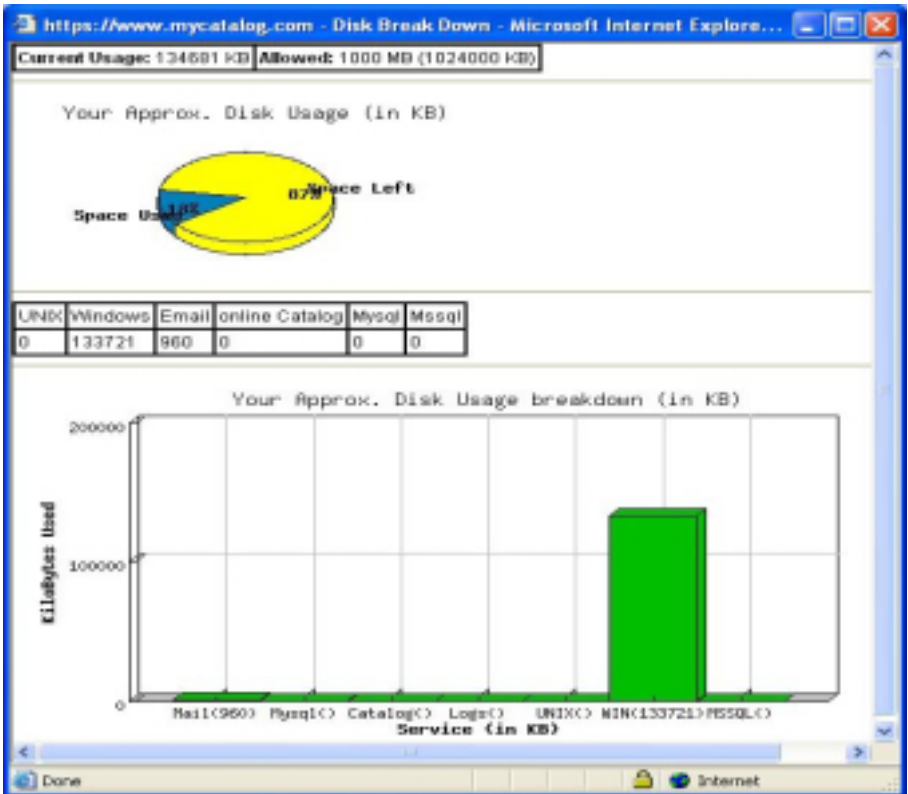 https://www.mycatalog.com - Disk Break Down - Microsoft Internet Explore...
Current Usage: 134681 KB Allowed: 1000 MB (1024000 KB)
Your Approx. Disk Usage (in KB)
87% Space Left
Space Used
UNIX Windows Email online Catalog Mysql Mssql
0 133721 960 0 0 0
Your Approx. Disk Usage breakdown (in KB)
200000
100000
0
KiloBytes Used
Mail(960) Mysql() Catalog() Logs() UNIX() WIN(133721) MSSQL()
Service (in KB)
Done Internet